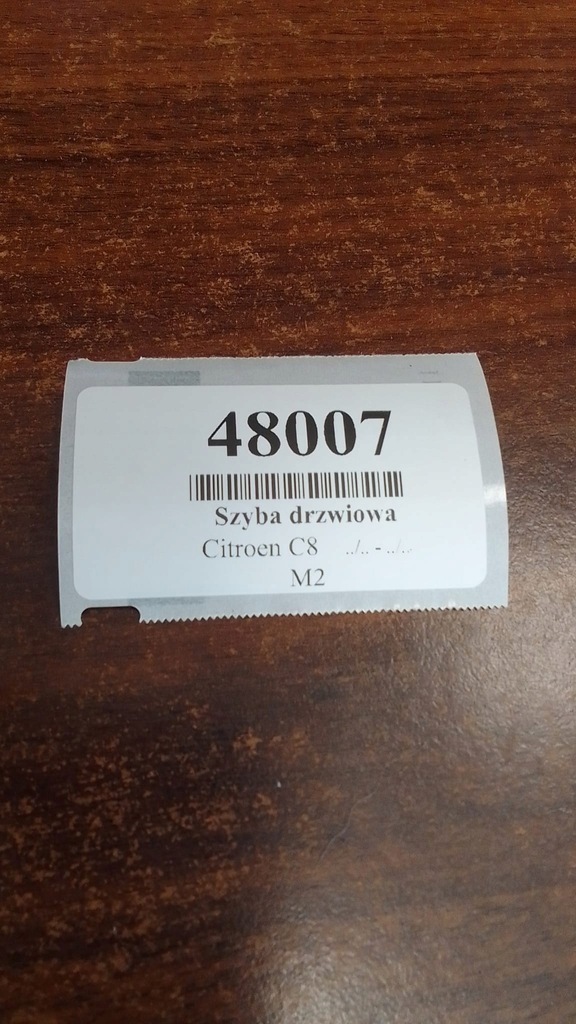 48007
Szyba drzwiowa
Citroen C8 ../.. - ../..
M2